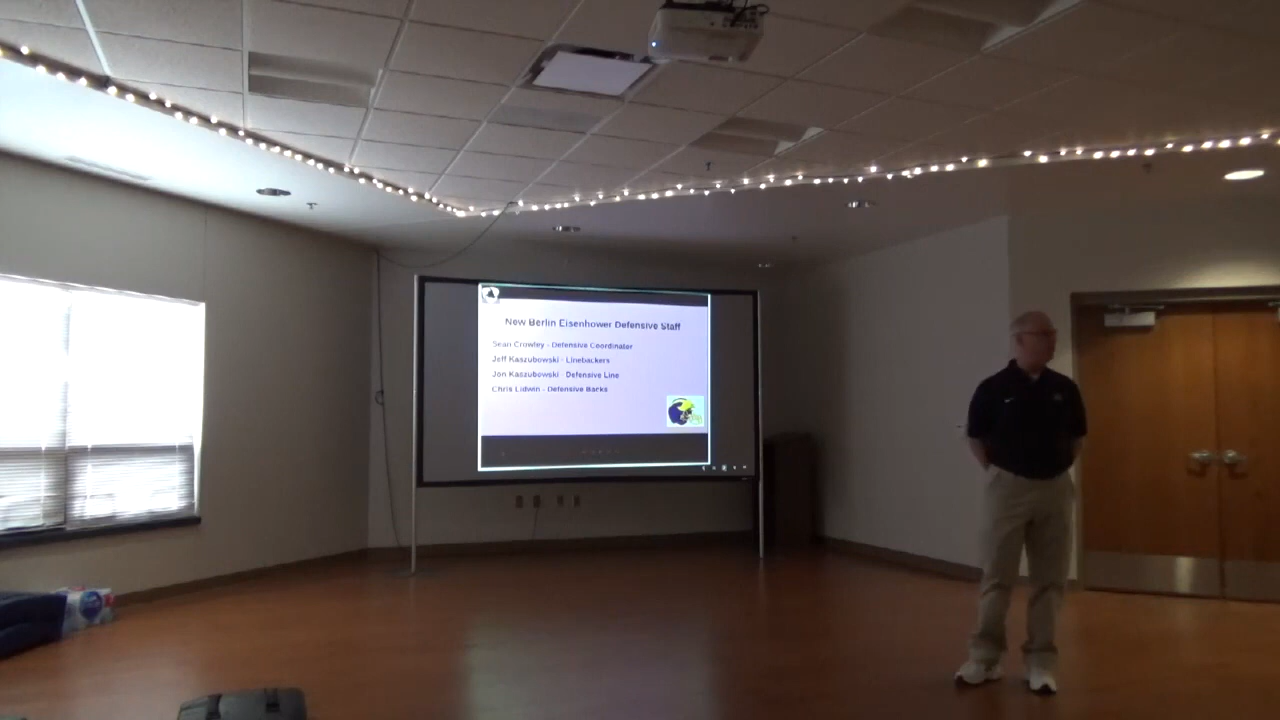 New Berlin Eisenhower Defensive Staff
Sean Crowley - Defensive Coordinator
Jeff Kaszubowski - Linebackers
Jon Kaszubowski - Defensive Line
Chris Lidwin - Defensive Backs